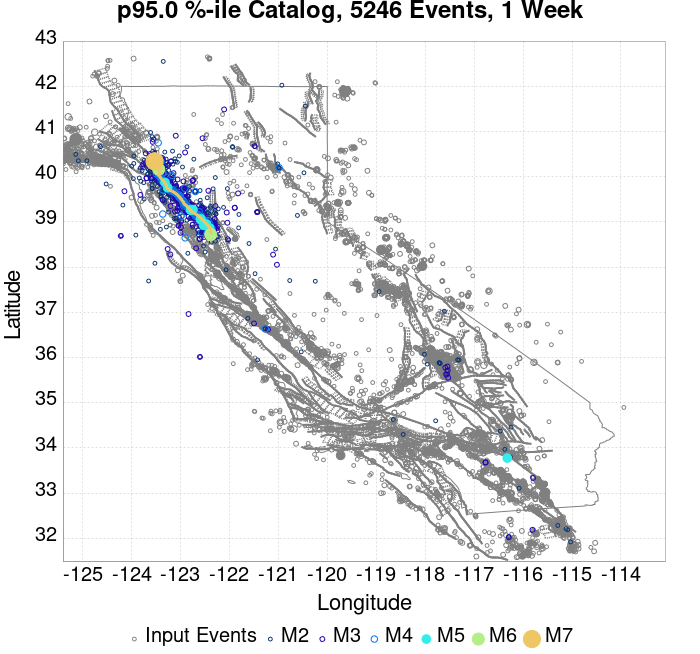 p95.0 %-ile Catalog, 5246 Events, 1 Week
43
42
41
40
39
38
37
36
35
34
33
32
Latitude
-125 -124 -123 -122 -121 -120 -119 -118 -117 -116 -115 -114
Longitude
Input Events M2 M3 M4 M5 M6 M7